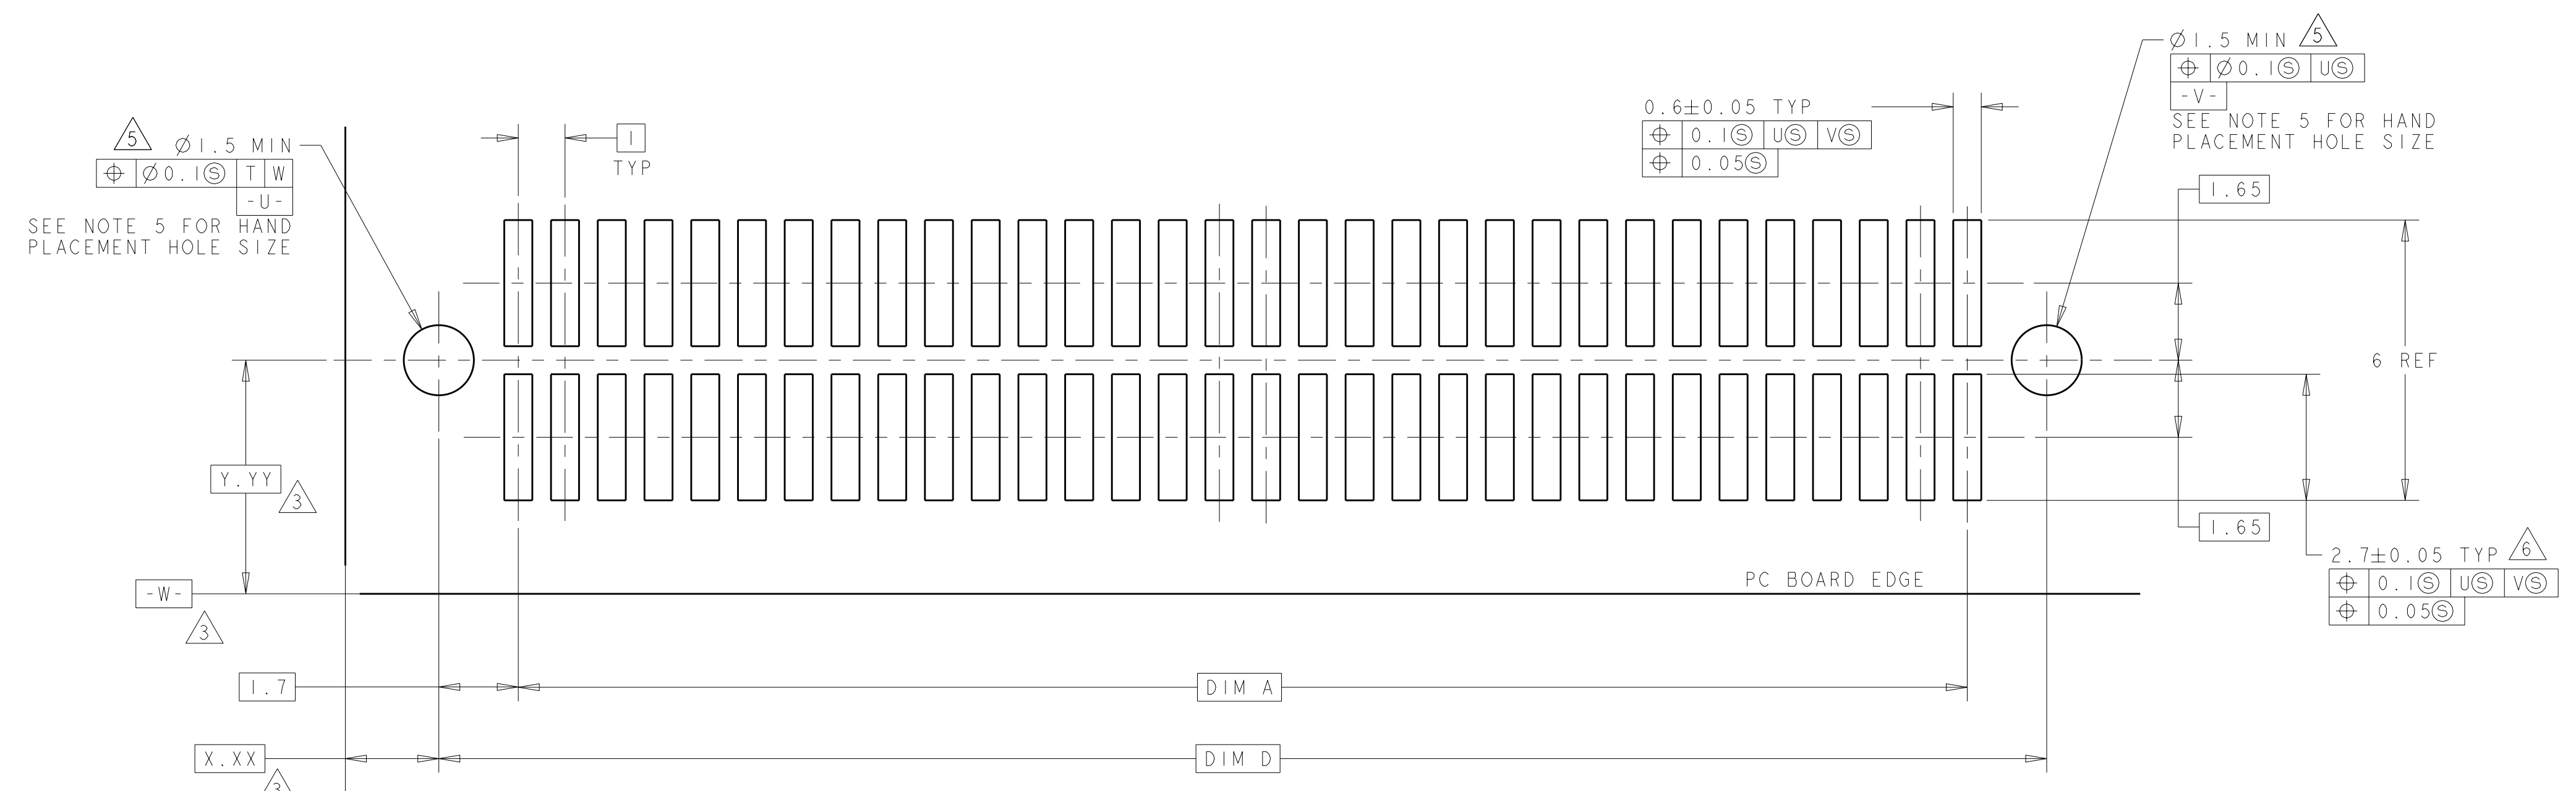 5
Ø1.5 MIN
⌖ Ø0.1Ⓢ T W
-U-
SEE NOTE 5 FOR HAND
PLACEMENT HOLE SIZE
1
TYP
0.6±0.05 TYP
⌖ 0.1Ⓢ UⓈ VⓈ
⌖ 0.05Ⓢ
Ø1.5 MIN 5
⌖ Ø0.1Ⓢ UⓈ
-V-
SEE NOTE 5 FOR HAND
PLACEMENT HOLE SIZE
1.65
6 REF
Y.YY
3
1.65
2.7±0.05 TYP 6
⌖ 0.1Ⓢ UⓈ VⓈ
⌖ 0.05Ⓢ
PC BOARD EDGE
-W-
3
1.7
DIM A
X.XX
DIM D
3